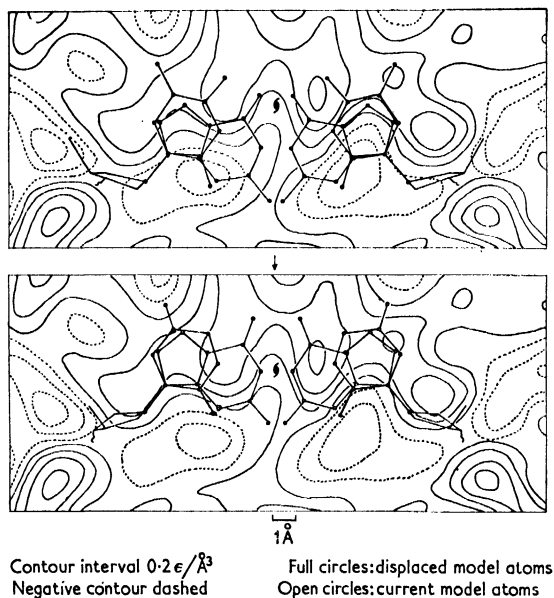 1Å
Contour interval 0·2 ϵ/Å³
Full circles: displaced model atoms
Negative contour dashed
Open circles: current model atoms